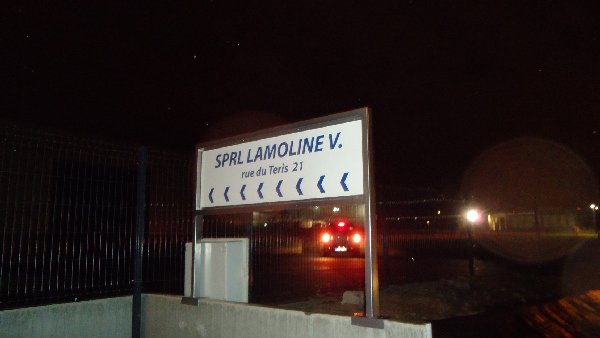 SPRL LAMOLINE V.
rue du Teris 21